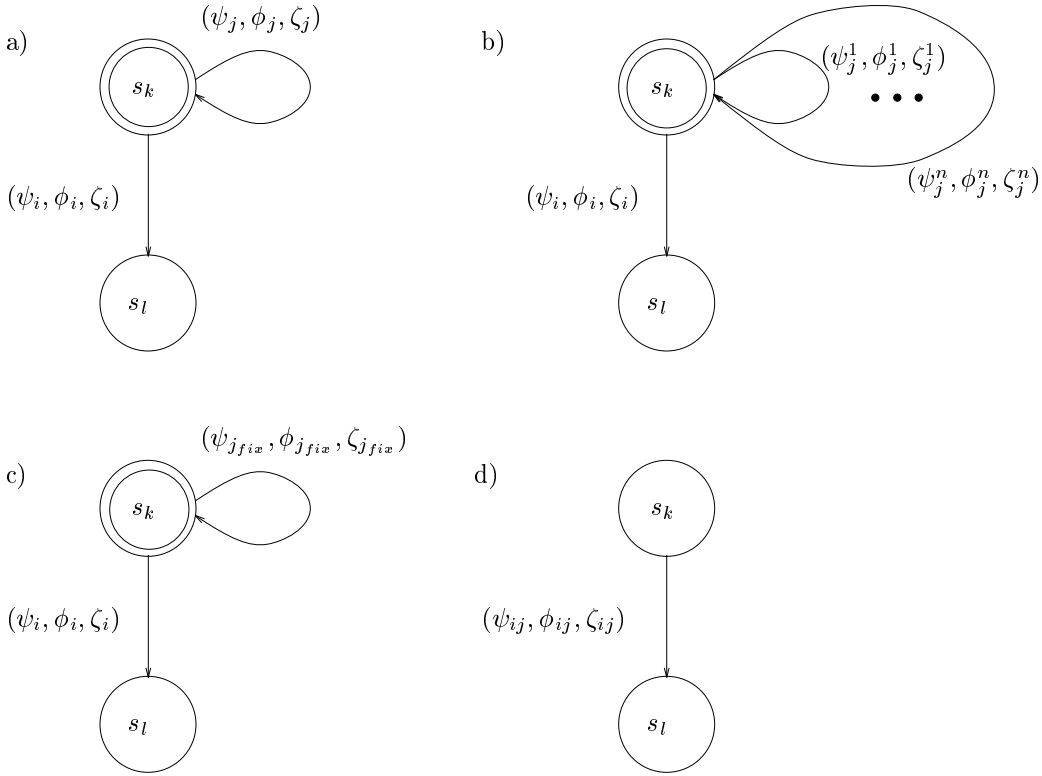 a)
(ψ_j, ϕ_j, ζ_j)
s_k
(ψ_i, ϕ_i, ζ_i)
s_l
b)
(ψ_j^1, ϕ_j^1, ζ_j^1)
s_k
• • •
(ψ_j^n, ϕ_j^n, ζ_j^n)
(ψ_i, ϕ_i, ζ_i)
s_l
c)
(ψ_{j_{fix}}, ϕ_{j_{fix}}, ζ_{j_{fix}})
s_k
(ψ_i, ϕ_i, ζ_i)
s_l
d)
s_k
(ψ_{ij}, ϕ_{ij}, ζ_{ij})
s_l